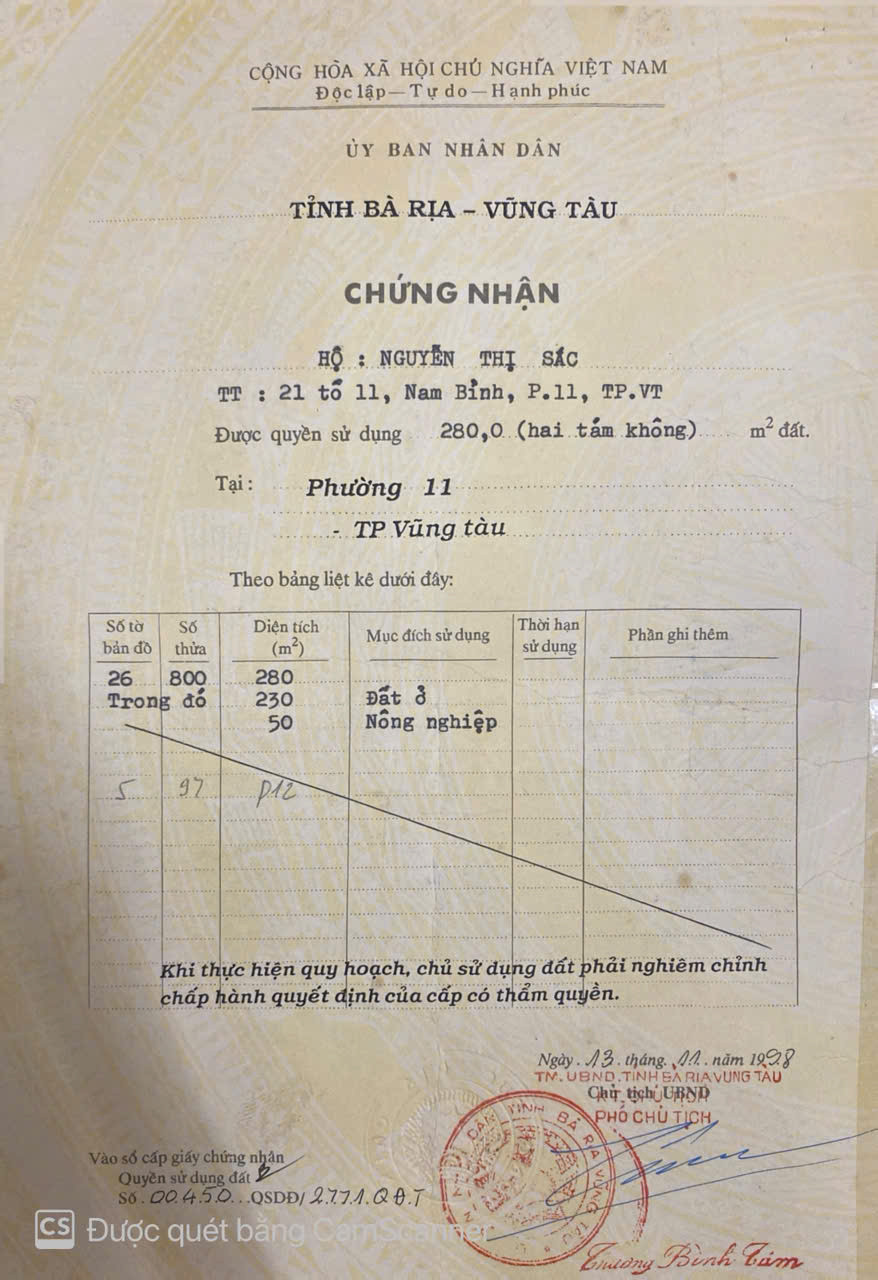 CỘNG HÒA XÃ HỘI CHỦ NGHĨA VIỆT NAM
Độc lập — Tự do — Hạnh phúc
ỦY BAN NHÂN DÂN
TỈNH BÀ RỊA – VŨNG TÀU
CHỨNG NHẬN
HỘ : NGUYỄN THỊ SẮC
TT : 21 tổ 11, Nam Bình, P.11, TP.VT
Được quyền sử dụng 280,0 (hai tám không) m² đất.
Tại : Phường 11
- TP Vũng tàu
Theo bảng liệt kê dưới đây:
Số tờ bản đồ Số thửa Diện tích (m²) Mục đích sử dụng Thời hạn sử dụng Phần ghi thêm
26 800 280
Trong đó 230 Đất ở
50 Nông nghiệp
5 97 P12
Khi thực hiện quy hoạch, chủ sử dụng đất phải nghiêm chỉnh
chấp hành quyết định của cấp có thẩm quyền.
Ngày 13 tháng 11 năm 1998
TM. UBND. TỈNH BÀ RỊA VŨNG TÀU
Chủ tịch UBND
PHÓ CHỦ TỊCH
Vào sổ cấp giấy chứng nhận
Quyền sử dụng đất
Số 00450 QSDĐ/ 2771.QĐ.T
TỈNH BÀ RỊA VŨNG TÀU
Trương Bình Tám
CS Được quét bằng CamScanner